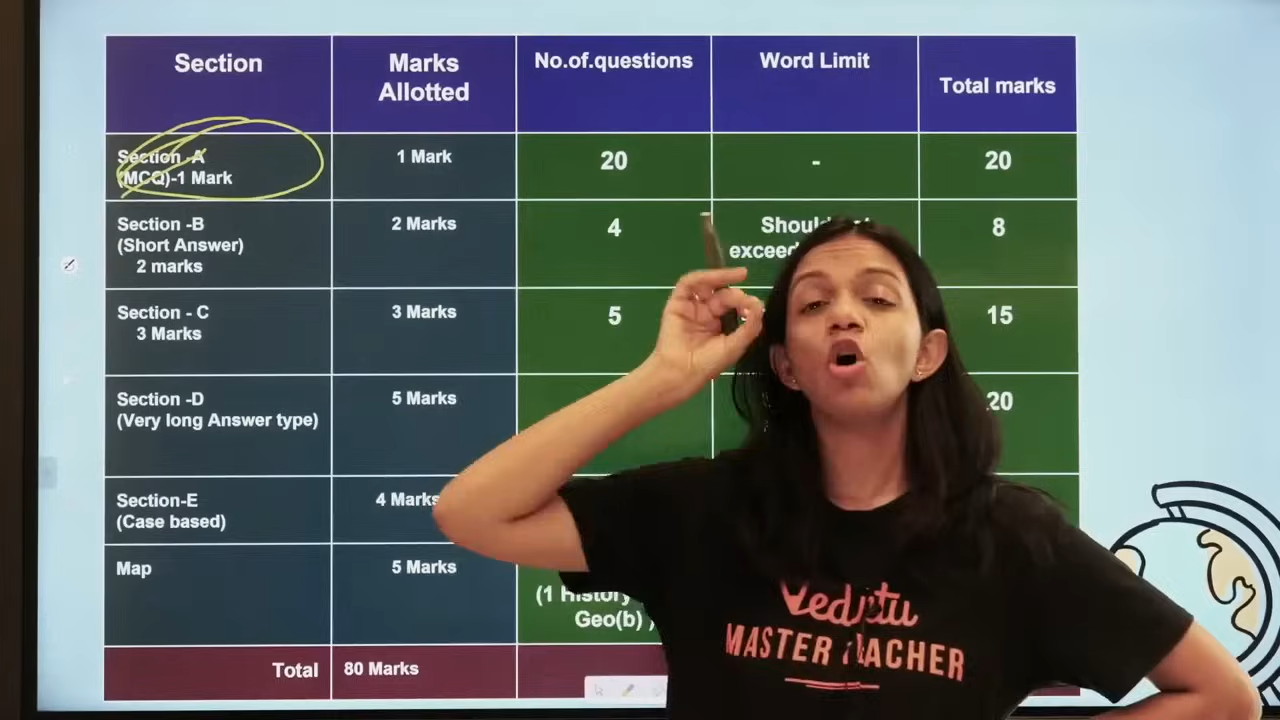 Section
Marks
Allotted
No.of.questions
Word Limit
Total marks
Section -A
(MCQ)-1 Mark
1 Mark
20
-
20
Section -B
(Short Answer)
2 marks
2 Marks
4
exceed
8
Section - C
3 Marks
3 Marks
5
15
Section -D
(Very long Answer type)
5 Marks
20
Section-E
(Case based)
4 Marks
Map
5 Marks
(1 History
Geo(b) )
Total
80 Marks
Vedantu
MASTER TEACHER